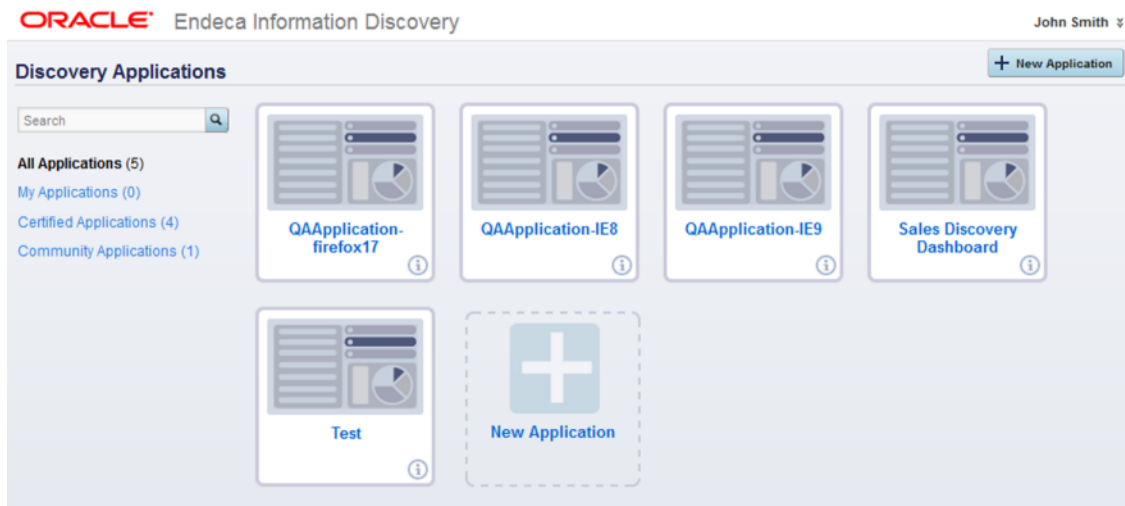 ORACLE Endeca Information Discovery
John Smith
Discovery Applications
New Application
Search
All Applications (5)
My Applications (0)
Certified Applications (4)
Community Applications (1)
QAApplication-
firefox17
QAApplication-IE8
QAApplication-IE9
Sales Discovery
Dashboard
Test
New Application